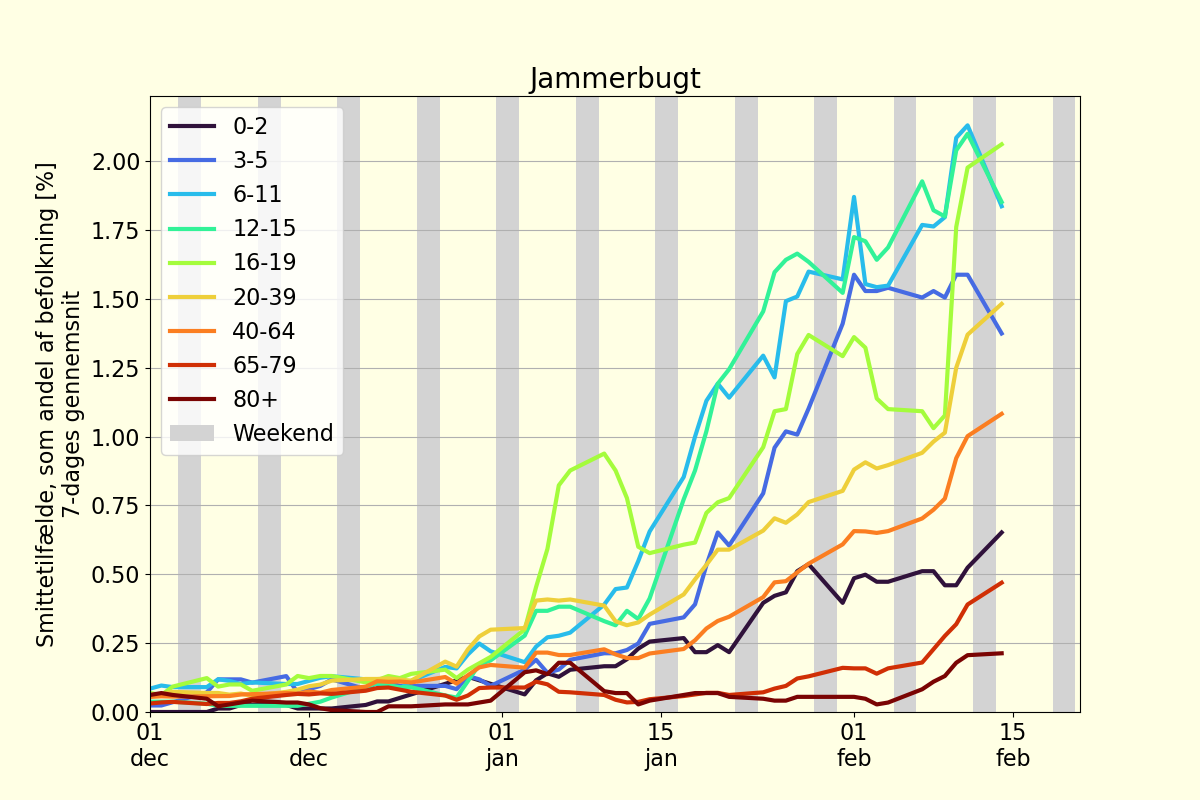 Jammerbugt
Smittetilfælde, som andel af befolkning [%]
7-dages gennemsnit
2.00
1.75
1.50
1.25
1.00
0.75
0.50
0.25
0.00
0-2
3-5
6-11
12-15
16-19
20-39
40-64
65-79
80+
Weekend
01
dec
15
dec
01
jan
15
jan
01
feb
15
feb